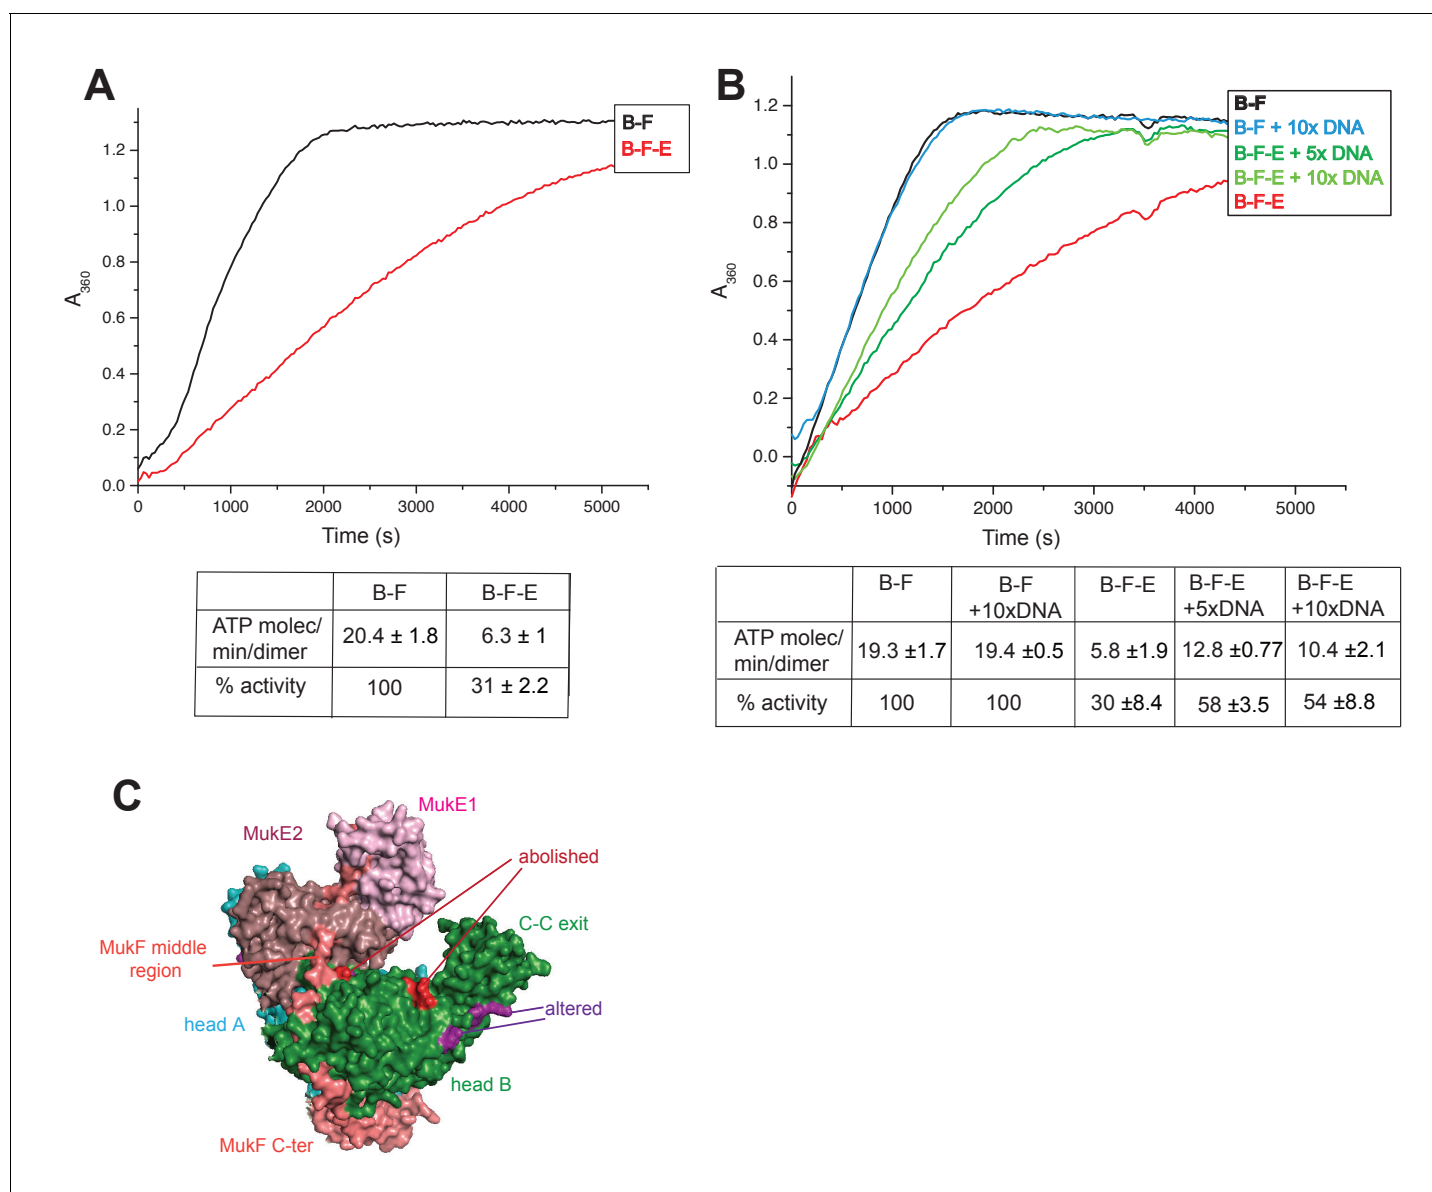 A
B-F
B-F-E
1.2
1.0
0.8
0.6
0.4
0.2
0.0
A360
0 1000 2000 3000 4000 5000
Time (s)
B-F B-F-E
ATP molec/
min/dimer 20.4 ± 1.8 6.3 ± 1
% activity 100 31 ± 2.2
B
B-F
B-F + 10x DNA
B-F-E + 5x DNA
B-F-E + 10x DNA
B-F-E
1.2
1.0
0.8
0.6
0.4
0.2
0.0
A360
0 1000 2000 3000 4000 5000
Time (s)
B-F B-F B-F-E B-F-E B-F-E
+10xDNA +5xDNA +10xDNA
ATP molec/
min/dimer 19.3 ±1.7 19.4 ±0.5 5.8 ±1.9 12.8 ±0.77 10.4 ±2.1
% activity 100 100 30 ±8.4 58 ±3.5 54 ±8.8
C
MukE1
MukE2
abolished
C-C exit
MukF middle
region
altered
head A
head B
MukF C-ter